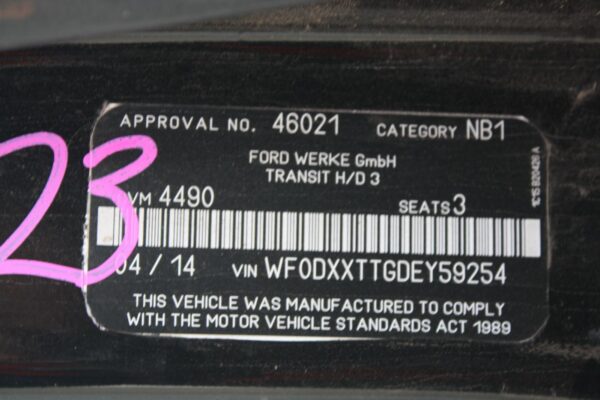 APPROVAL NO. 46021 CATEGORY NB1
FORD WERKE GmbH
TRANSIT H/D 3
VM 4490 SEATS 3
04 / 14 VIN WF0DXXTTGDEY59254
THIS VEHICLE WAS MANUFACTURED TO COMPLY
WITH THE MOTOR VEHICLE STANDARDS ACT 1989
23